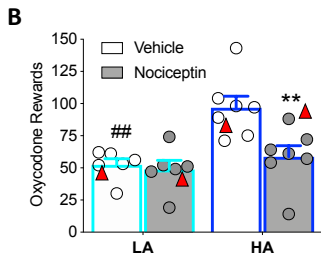 B
Vehicle
Nociceptin
Oxycodone Rewards
150
125
100
75
50
25
0
##
**
LA HA